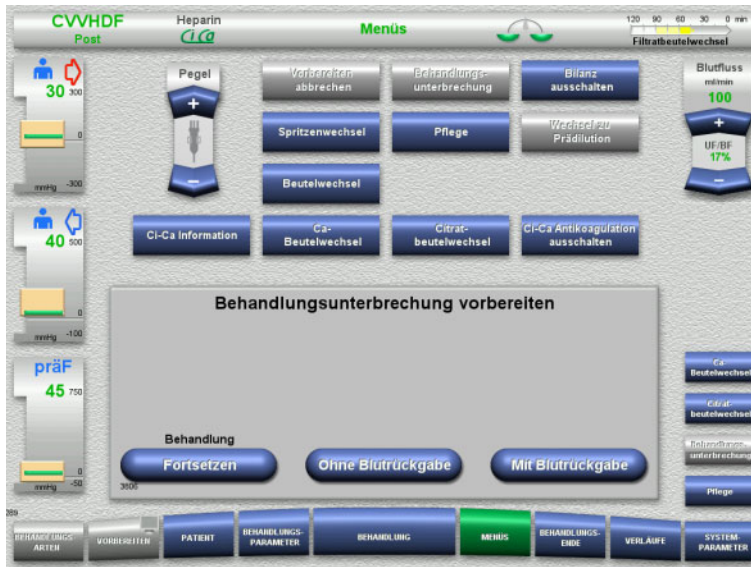 CVVHDF
Post
Heparin
Ci Ca
Menüs
120 90 60 30 0 min
Filtratbeutelwechsel
30
300
0
mmHg -300
40
500
0
mmHg -100
präF
45
750
0
mmHg -50
Pegel
+
−
Vorbereiten
abbrechen
Behandlungs-
unterbrechung
Bilanz
ausschalten
Spritzenwechsel
Pflege
Wechsel zu
Prädilution
Beutelwechsel
Ci-Ca Information
Ca-
Beutelwechsel
Citrat-
beutelwechsel
Ci-Ca Antikoagulation
ausschalten
Blutfluss
ml/min
100
+
UF/BF
17%
−
Behandlungsunterbrechung vorbereiten
Behandlung
Fortsetzen
Ohne Blutrückgabe
Mit Blutrückgabe
3606
Ca-
Beutelwechsel
Citrat-
beutelwechsel
Behandlungs-
unterbrechung
Pflege
289
BEHANDLUNGS-
ARTEN
VORBEREITEN
PATIENT
BEHANDLUNGS-
PARAMETER
BEHANDLUNG
MENÜS
BEHANDLUNGS-
ENDE
VERLÄUFE
SYSTEM-
PARAMETER